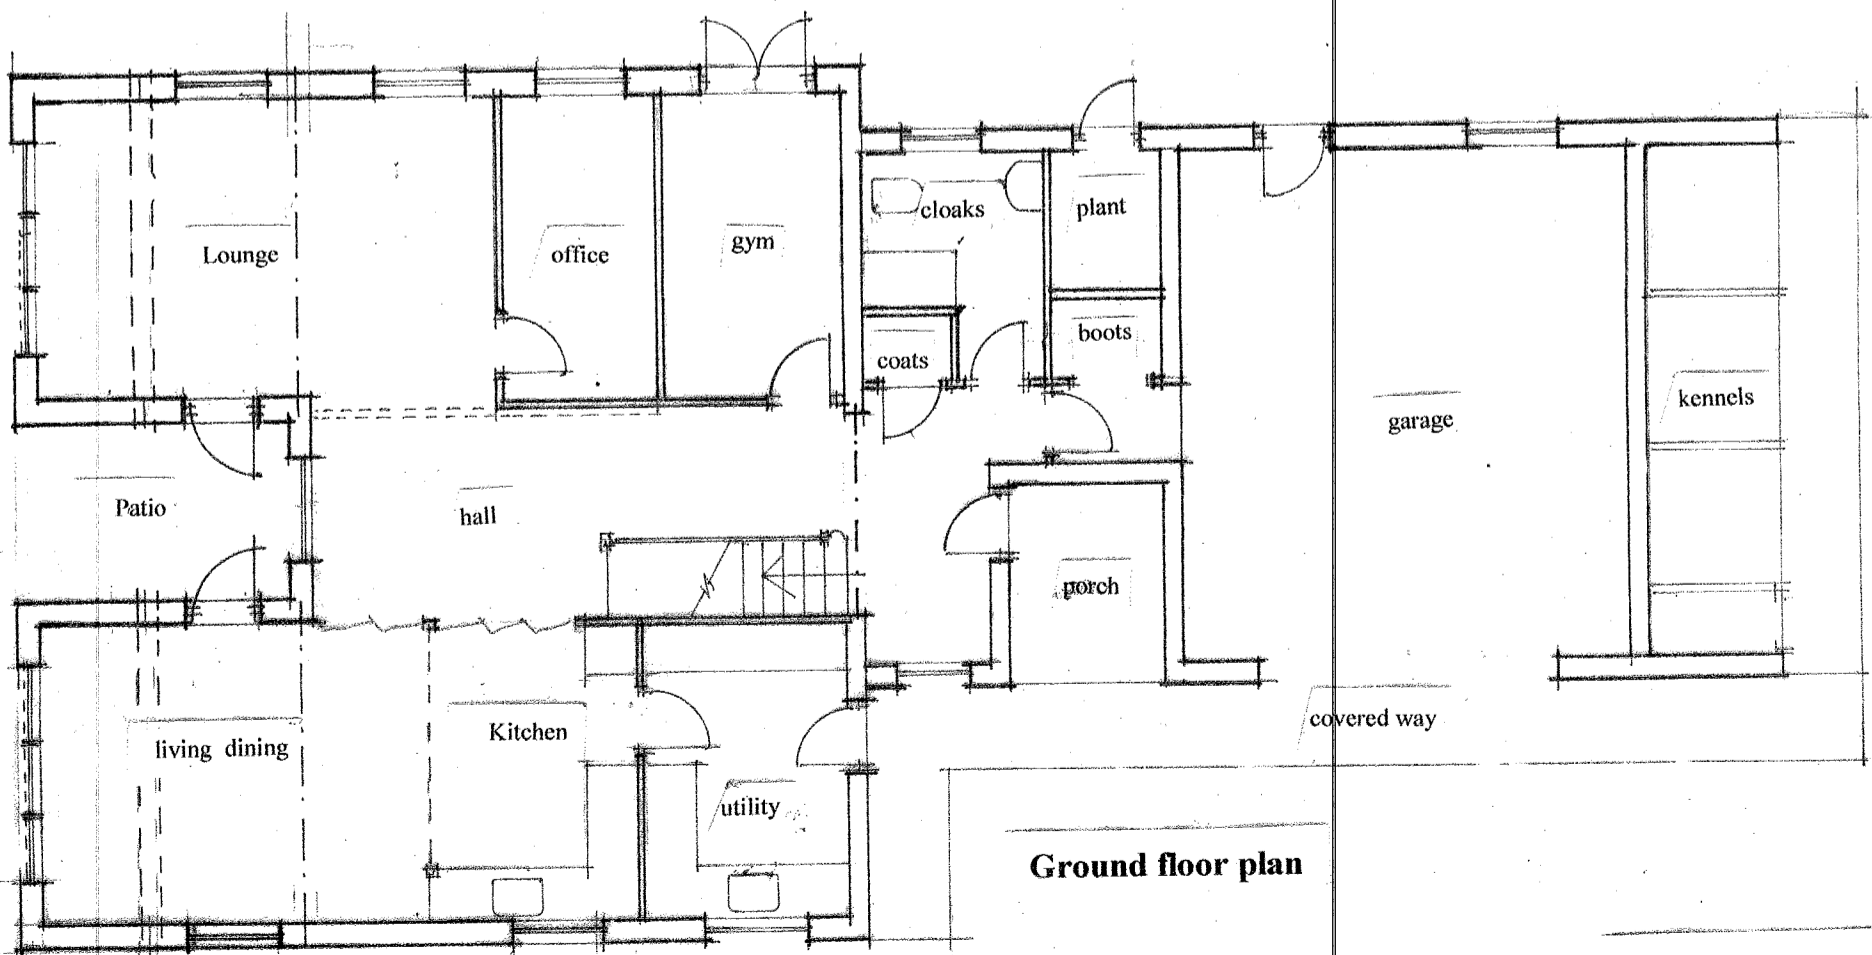 Lounge
office
gym
cloaks
plant
coats
boots
garage
kennels
Patio
hall
porch
living dining
Kitchen
utility
covered way
Ground floor plan